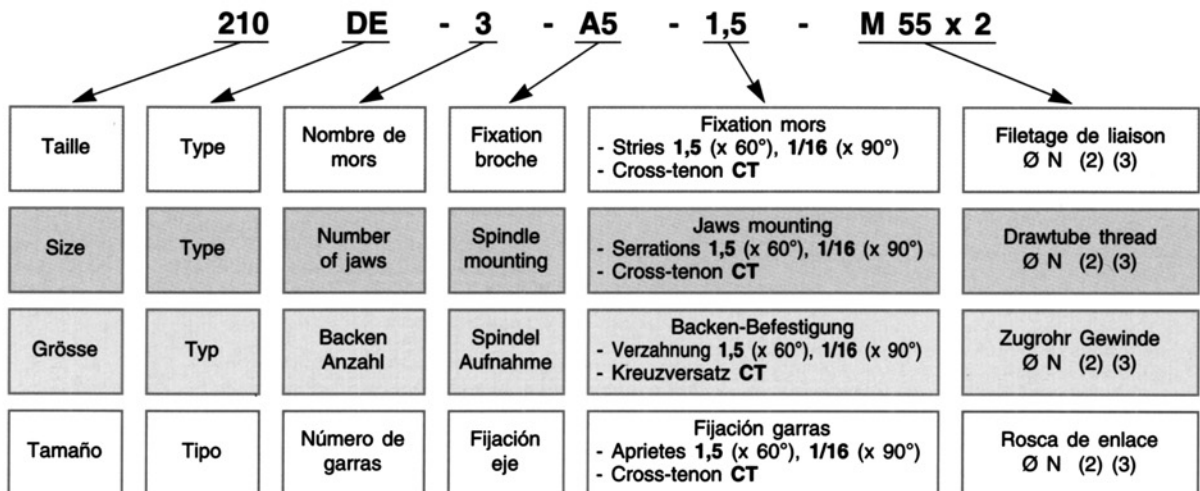 210 DE - 3 - A5 - 1,5 - M 55 x 2
Taille
Type
Nombre de
mors
Fixation
broche
Fixation mors
- Stries 1,5 (x 60°), 1/16 (x 90°)
- Cross-tenon CT
Filetage de liaison
Ø N (2) (3)
Size
Type
Number
of jaws
Spindle
mounting
Jaws mounting
- Serrations 1,5 (x 60°), 1/16 (x 90°)
- Cross-tenon CT
Drawtube thread
Ø N (2) (3)
Grösse
Typ
Backen
Anzahl
Spindel
Aufnahme
Backen-Befestigung
- Verzahnung 1,5 (x 60°), 1/16 (x 90°)
- Kreuzversatz CT
Zugrohr Gewinde
Ø N (2) (3)
Tamaño
Tipo
Número de
garras
Fijación
eje
Fijación garras
- Aprietes 1,5 (x 60°), 1/16 (x 90°)
- Cross-tenon CT
Rosca de enlace
Ø N (2) (3)